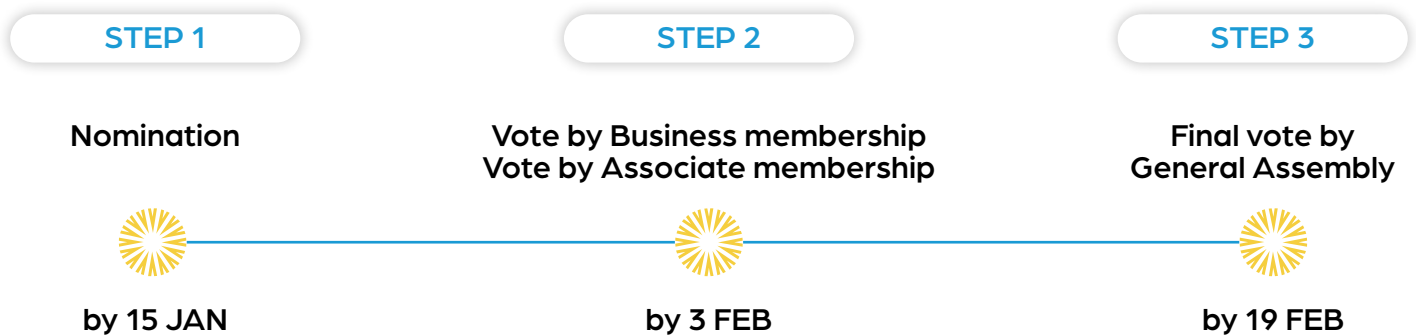 STEP 1
Nomination
by 15 JAN
STEP 2
Vote by Business membership
Vote by Associate membership
by 3 FEB
STEP 3
Final vote by
General Assembly
by 19 FEB